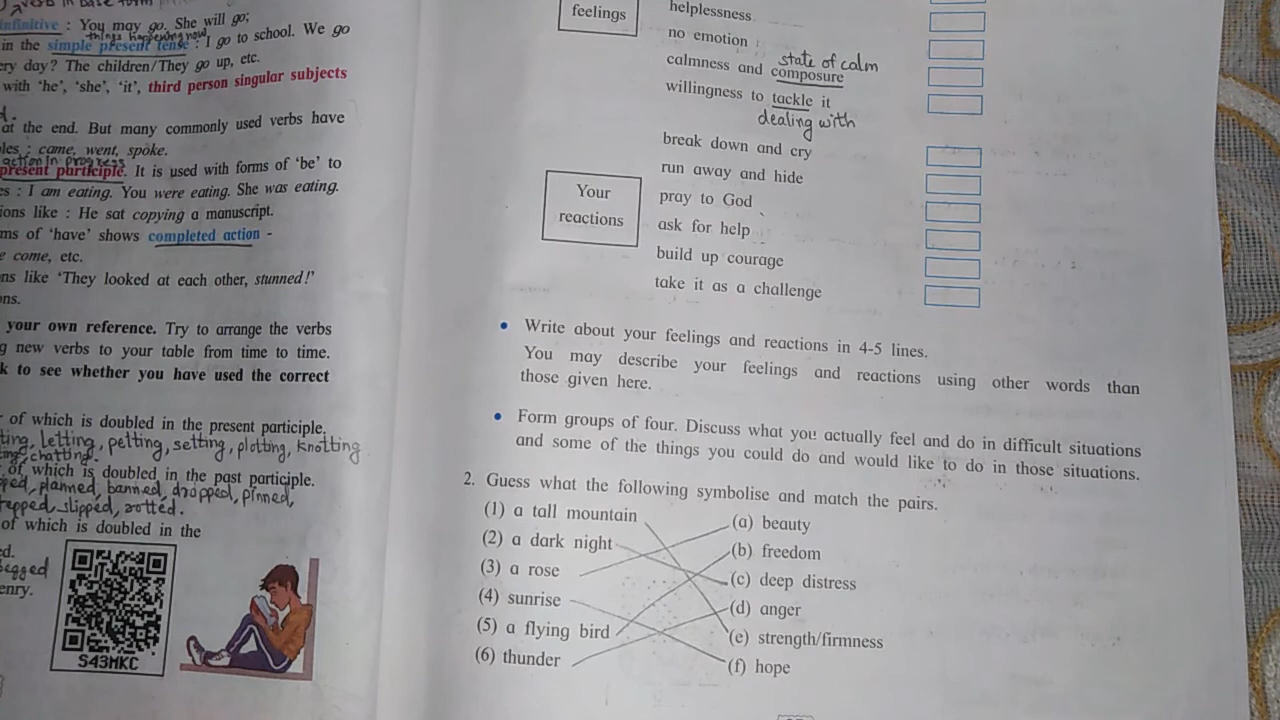 verb in base form
infinitive : You may go. She will go;
things happening now
in the simple present tense : I go to school. We go
ery day? The children/They go up, etc.
with 'he', 'she', 'it', third person singular subjects
d.
at the end. But many commonly used verbs have
les : came, went, spoke.
action in progress
present participle. It is used with forms of 'be' to
es : I am eating. You were eating. She was eating.
ions like : He sat copying a manuscript.
ms of 'have' shows completed action -
e come, etc.
ns like 'They looked at each other, stunned!'
ons.
your own reference. Try to arrange the verbs
g new verbs to your table from time to time.
k to see whether you have used the correct
of which is doubled in the present participle.
ting, letting, petting, setting, plotting, knotting
ting, chatting.
of which is doubled in the past participle.
ped, planned, banned, dropped, pinned,
tepped, slipped, rotted.
of which is doubled in the
ed.
begged
enry.
S43MKC
feelings
helplessness
no emotion
state of calm
calmness and composure
willingness to tackle it
dealing with
Your
reactions
break down and cry
run away and hide
pray to God
ask for help
build up courage
take it as a challenge
• Write about your feelings and reactions in 4-5 lines.
You may describe your feelings and reactions using other words than
those given here.
• Form groups of four. Discuss what you actually feel and do in difficult situations
and some of the things you could do and would like to do in those situations.
2. Guess what the following symbolise and match the pairs.
(1) a tall mountain (a) beauty
(2) a dark night (b) freedom
(3) a rose (c) deep distress
(4) sunrise (d) anger
(5) a flying bird (e) strength/firmness
(6) thunder (f) hope